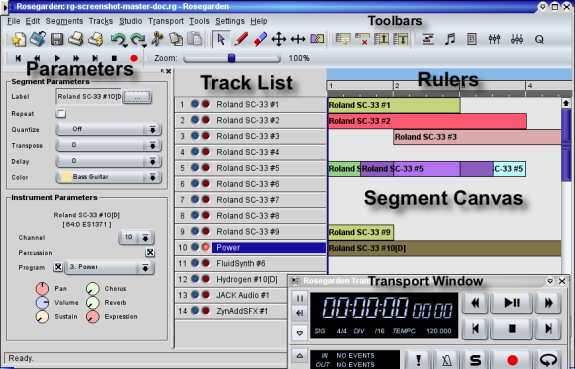 Rosegarden: rg-screenshot-master-doc.rg - Rosegarden
File Edit Segments Tracks Studio Transport Tools Settings Help
Toolbars
Q
Zoom: 100%
Parameters
Track List
Rulers
Segment Parameters
Label Roland SC-33 #10[D] ...
Repeat
Quantize Off
Transpose 0
Delay 0
Color Bass Guitar
Instrument Parameters
Roland SC-33 #10[D]
[64:0 ES1371 ]
Channel 10
Percussion
Program 3. Power
Pan Chorus
Volume Reverb
Sustain Expression
1 Roland SC-33 #1
2 Roland SC-33 #2
3 Roland SC-33 #3
4 Roland SC-33 #4
5 Roland SC-33 #5
6 Roland SC-33 #6
7 Roland SC-33 #7
8 Roland SC-33 #8
9 Roland SC-33 #9
10 Power
11 FluidSynth #6
12 Hydrogen #10[D]
13 JACK Audio #1
14 ZynAddSFX #1
1 2 3 4
Roland SC-33 #1
Roland SC-33 #2
Roland SC-33 #3
Roland S Roland SC-33 #5 C-33 #5
Segment Canvas
Roland SC-33 #9
Roland SC-33 #10[D]
Rosegarden Tran
Transport Window
00:00:00 0000
SIG 4/4 DIV /16 TEMPO 120.000
IN NO EVENTS
OUT NO EVENTS
! S
Ready.